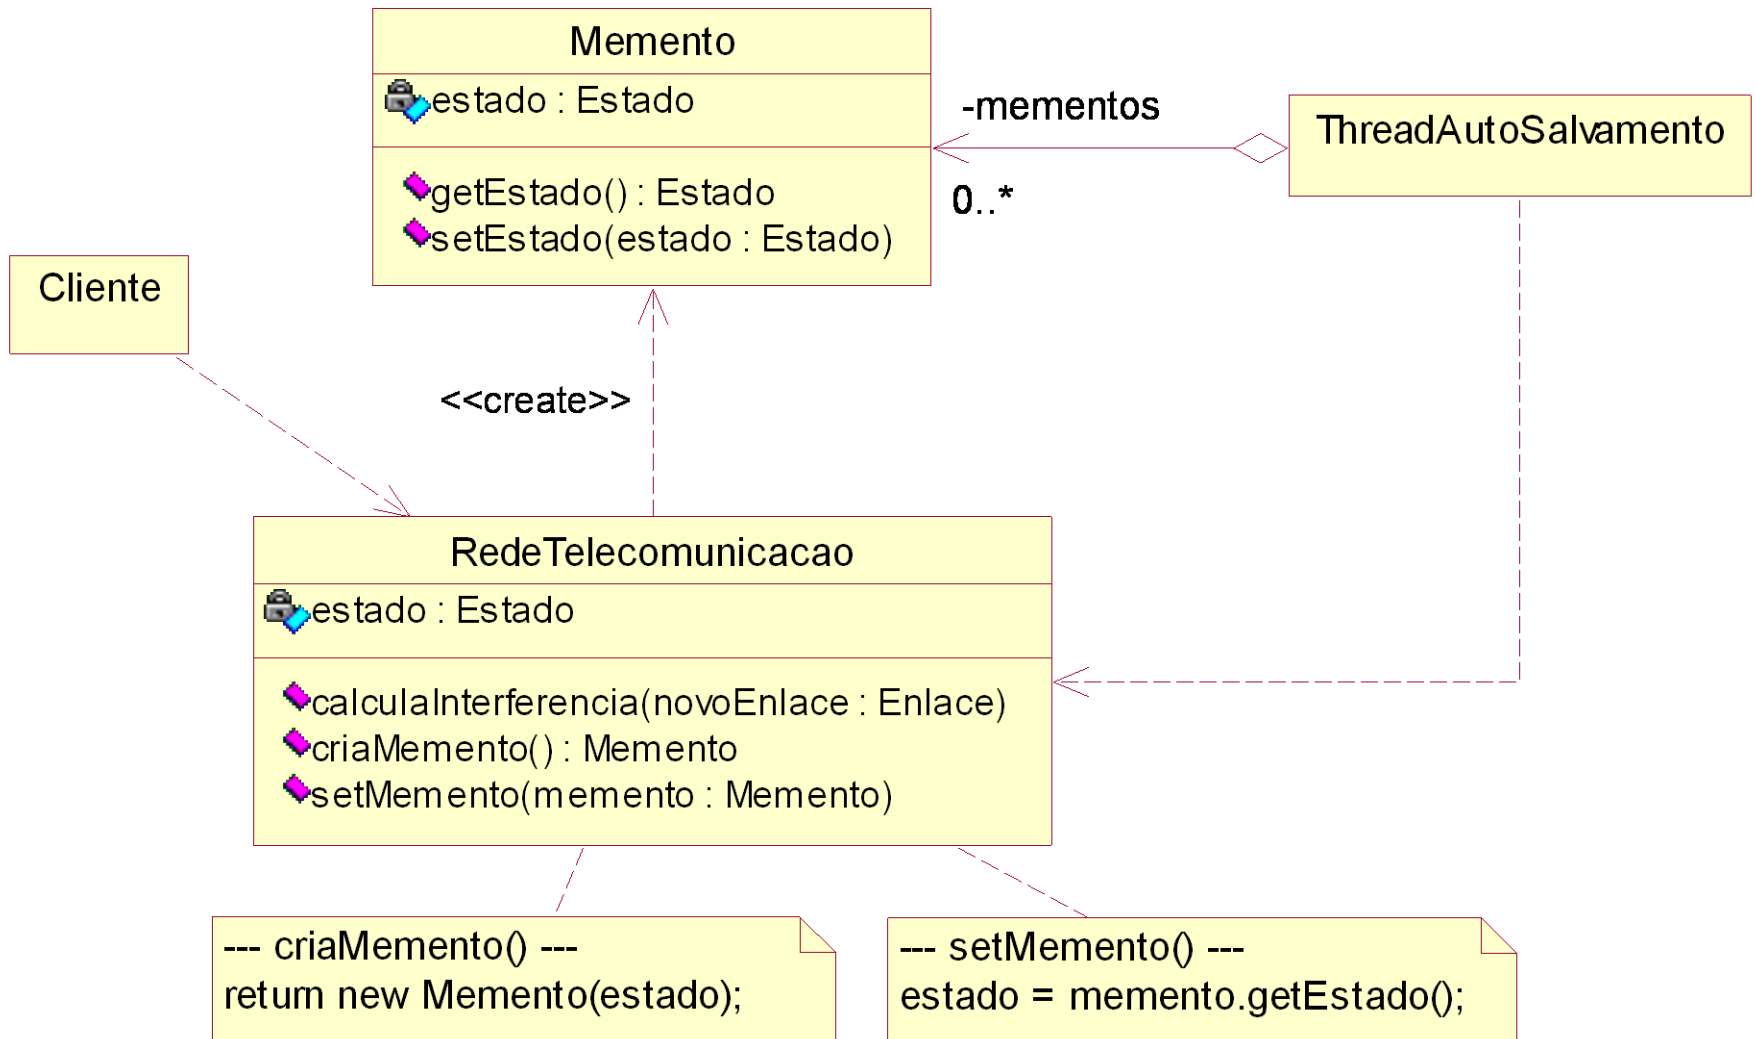 Memento
estado : Estado
getEstado() : Estado
setEstado(estado : Estado)
-mementos
0..*
ThreadAutoSalvamento
Cliente
<<create>>
RedeTelecomunicacao
estado : Estado
calculaInterferencia(novoEnlace : Enlace)
criaMemento() : Memento
setMemento(memento : Memento)
--- criaMemento() ---
return new Memento(estado);
--- setMemento() ---
estado = memento.getEstado();